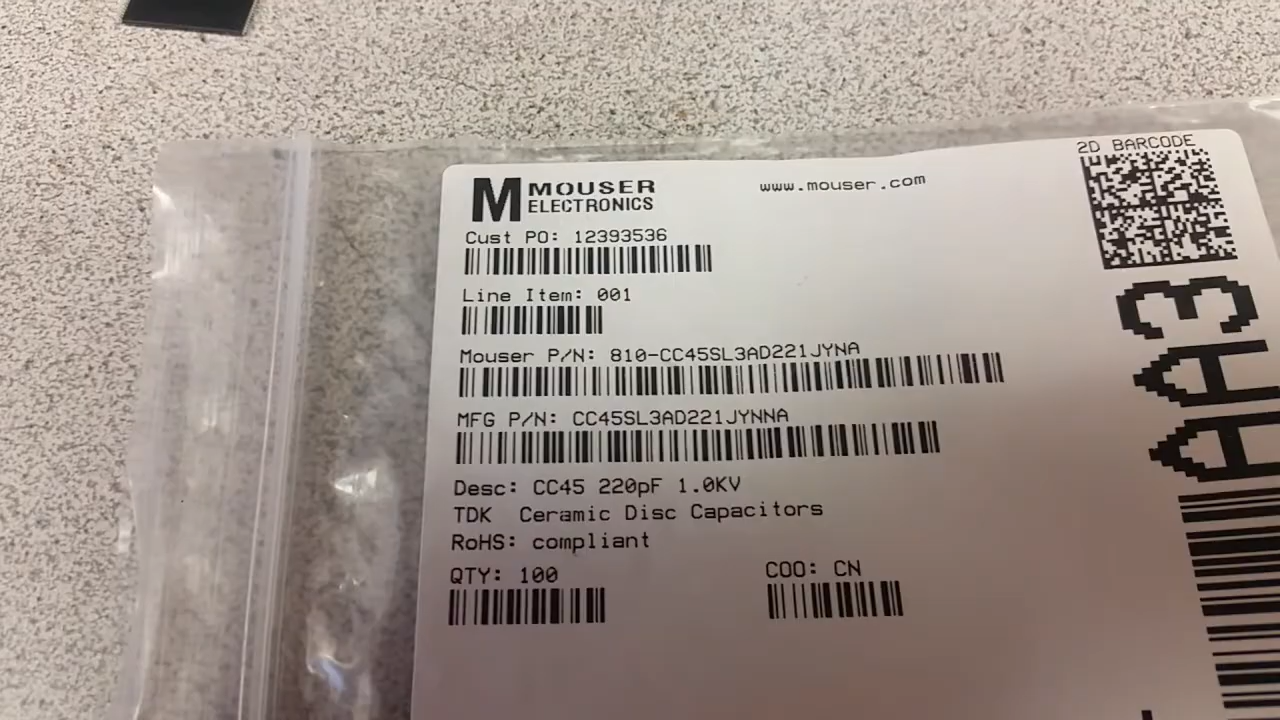 2D BARCODE
M MOUSER
ELECTRONICS
www.mouser.com
Cust PO: 12393536
Line Item: 001
Mouser P/N: 810-CC45SL3AD221JYNA
MFG P/N: CC45SL3AD221JYNNA
Desc: CC45 220pF 1.0KV
TDK Ceramic Disc Capacitors
RoHS: compliant
QTY: 100
COO: CN
AA3